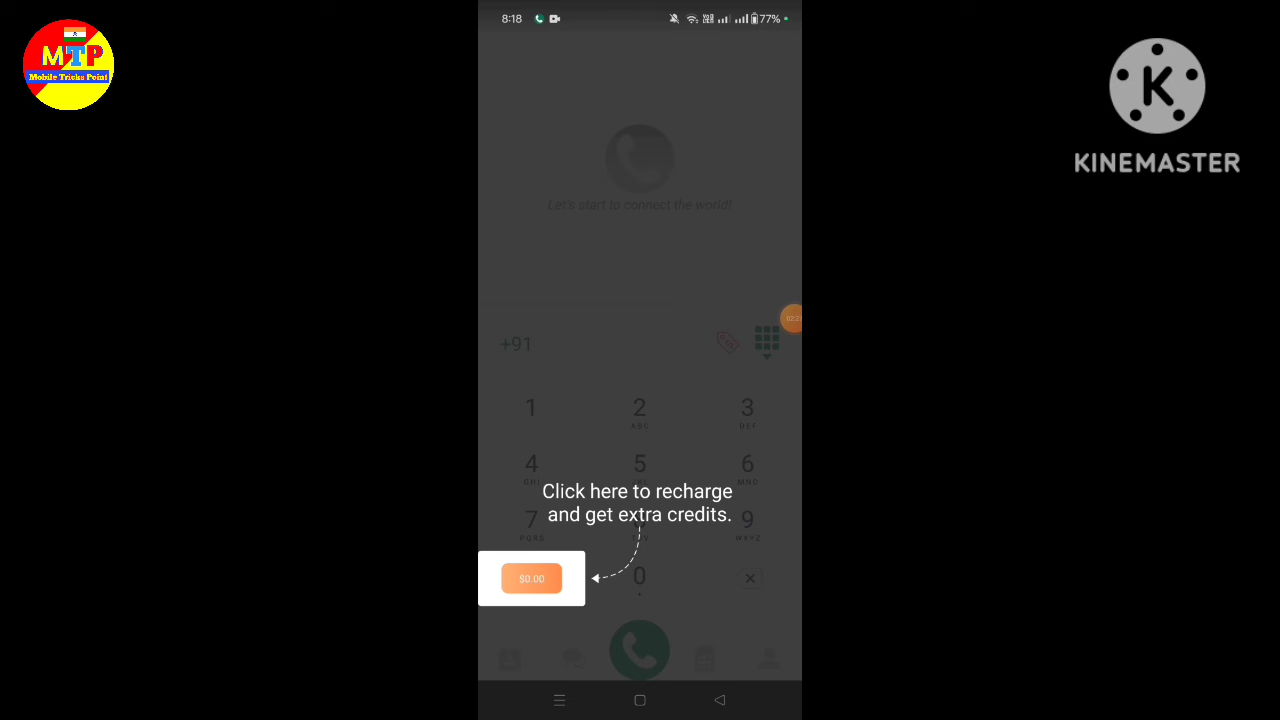 8:18
77%
MTP
Mobile Tricks Point
KINEMASTER
Let's start to connect the world!
+91
1
2
3
ABC
DEF
4
5
6
GHI
MNO
Click here to recharge
and get extra credits.
7
9
PQRS
TUV
WXYZ
$0.00
0
+